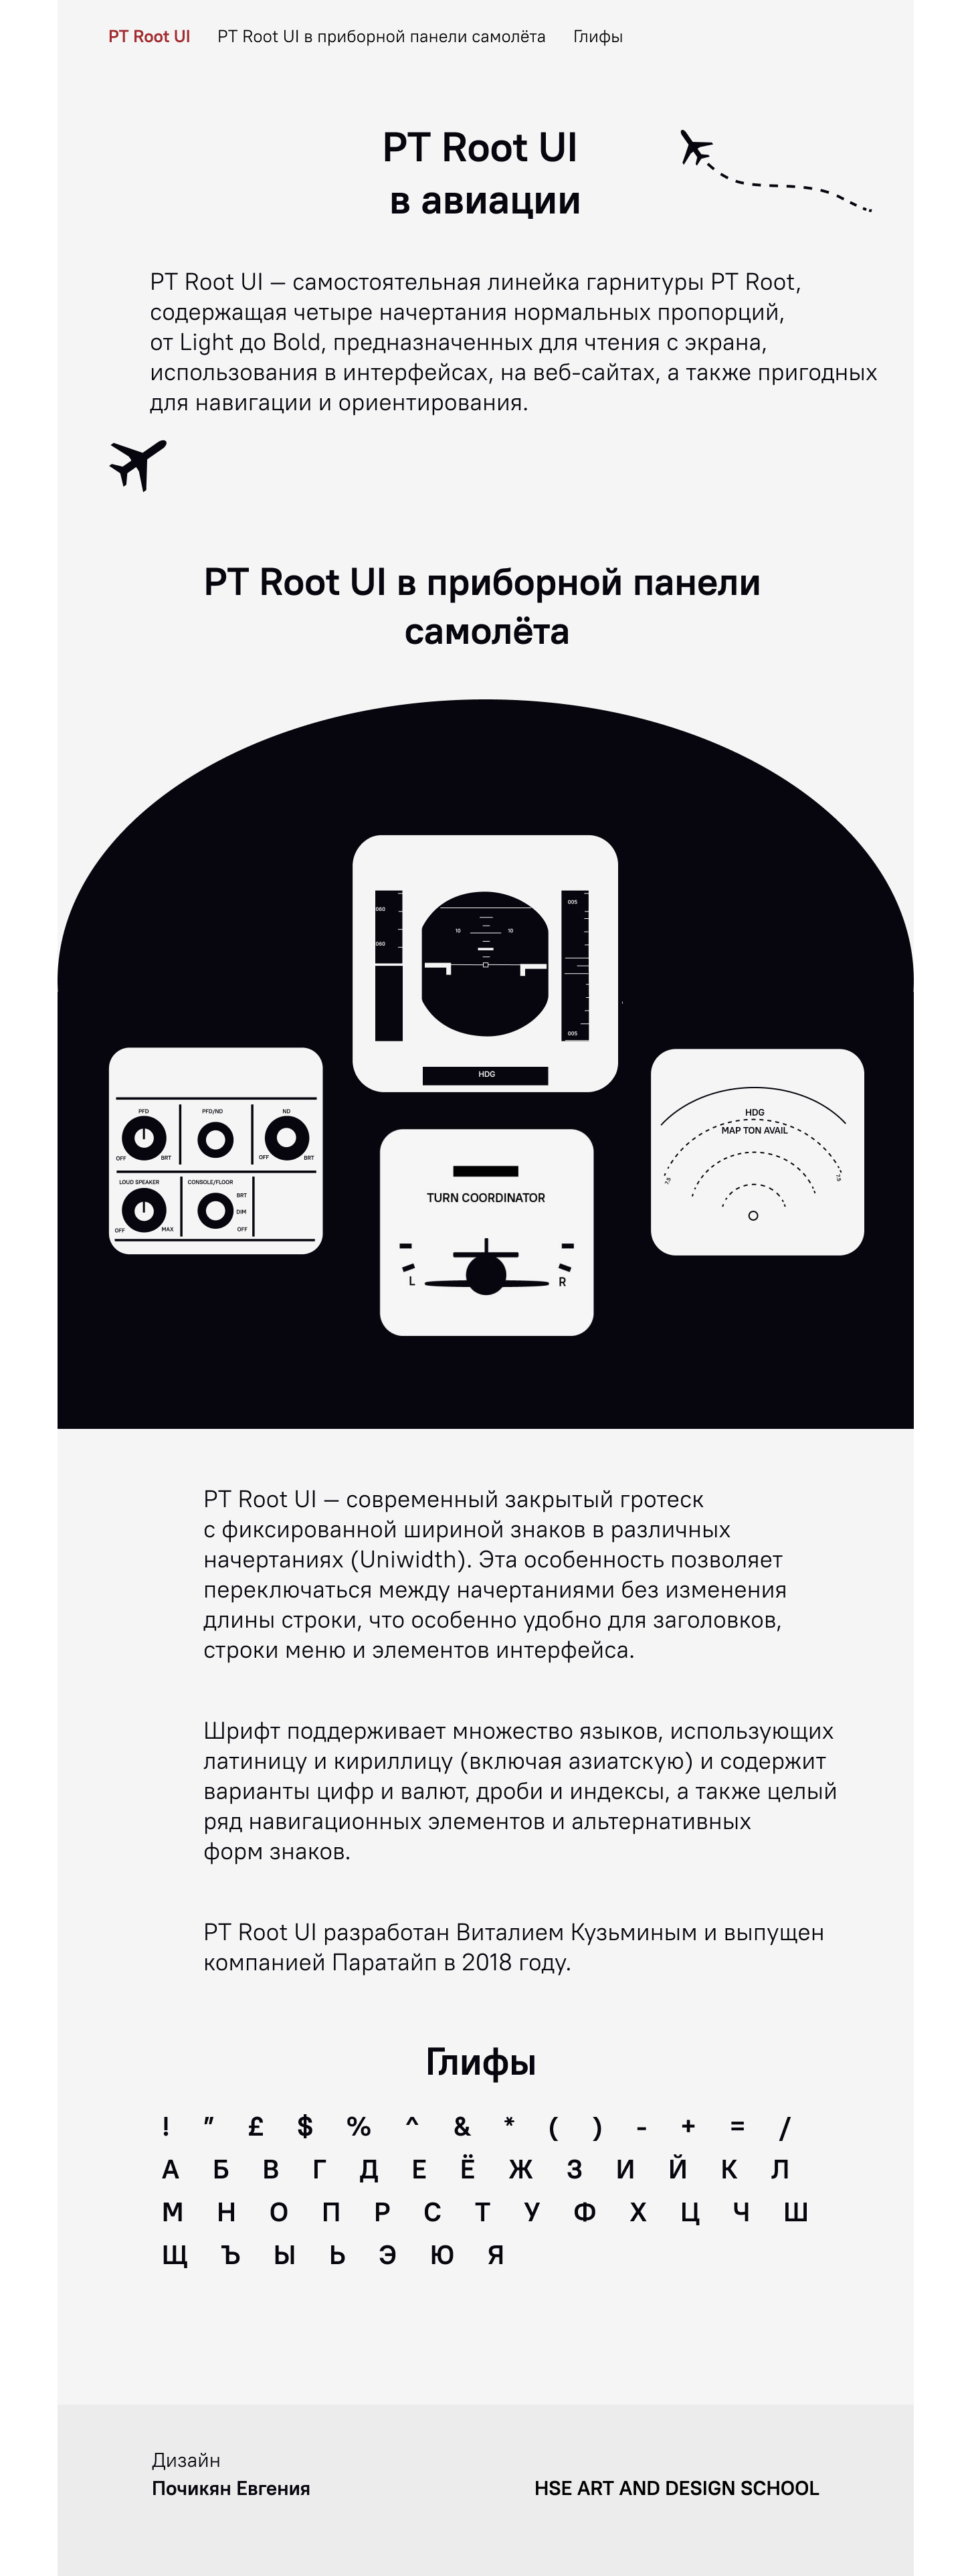 PT Root UI PT Root UI в приборной панели самолёта Глифы
PT Root UI
в авиации
PT Root UI — самостоятельная линейка гарнитуры PT Root,
содержащая четыре начертания нормальных пропорций,
от Light до Bold, предназначенных для чтения с экрана,
использования в интерфейсах, на веб-сайтах, а также пригодных
для навигации и ориентирования.
PT Root UI в приборной панели
самолёта
060 005
10 10
060
005
HDG
PFD PFD/ND ND
OFF BRT OFF BRT
LOUD SPEAKER CONSOLE/FLOOR
BRT
DIM
OFF MAX OFF
TURN COORDINATOR
L R
HDG
MAP TON AVAIL
7,5 7,5
PT Root UI — современный закрытый гротеск
с фиксированной шириной знаков в различных
начертаниях (Uniwidth). Эта особенность позволяет
переключаться между начертаниями без изменения
длины строки, что особенно удобно для заголовков,
строки меню и элементов интерфейса.
Шрифт поддерживает множество языков, использующих
латиницу и кириллицу (включая азиатскую) и содержит
варианты цифр и валют, дроби и индексы, а также целый
ряд навигационных элементов и альтернативных
форм знаков.
PT Root UI разработан Виталием Кузьминым и выпущен
компанией Паратайп в 2018 году.
Глифы
! " £ $ % ^ & * ( ) - + = /
А Б В Г Д Е Ё Ж З И Й К Л
М Н О П Р С Т У Ф Х Ц Ч Ш
Щ Ъ Ы Ь Э Ю Я
Дизайн
Почикян Евгения HSE ART AND DESIGN SCHOOL